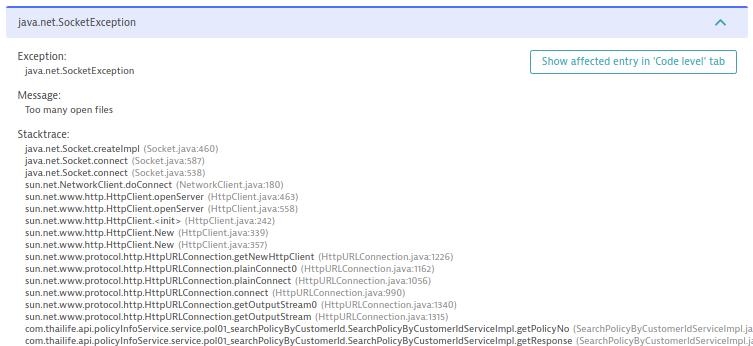 java.net.SocketException
Exception:
java.net.SocketException
Show affected entry in 'Code level' tab
Message:
Too many open files
Stacktrace:
java.net.Socket.createImpl (Socket.java:460)
java.net.Socket.connect (Socket.java:587)
java.net.Socket.connect (Socket.java:538)
sun.net.NetworkClient.doConnect (NetworkClient.java:180)
sun.net.www.http.HttpClient.openServer (HttpClient.java:463)
sun.net.www.http.HttpClient.openServer (HttpClient.java:558)
sun.net.www.http.HttpClient.<init> (HttpClient.java:242)
sun.net.www.http.HttpClient.New (HttpClient.java:339)
sun.net.www.http.HttpClient.New (HttpClient.java:357)
sun.net.www.protocol.http.HttpURLConnection.getNewHttpClient (HttpURLConnection.java:1226)
sun.net.www.protocol.http.HttpURLConnection.plainConnect0 (HttpURLConnection.java:1162)
sun.net.www.protocol.http.HttpURLConnection.plainConnect (HttpURLConnection.java:1056)
sun.net.www.protocol.http.HttpURLConnection.connect (HttpURLConnection.java:990)
sun.net.www.protocol.http.HttpURLConnection.getOutputStream0 (HttpURLConnection.java:1340)
sun.net.www.protocol.http.HttpURLConnection.getOutputStream (HttpURLConnection.java:1315)
com.thailife.api.policyInfoService.service.pol01_searchPolicyByCustomerId.SearchPolicyByCustomerIdServiceImpl.getPolicyNo (SearchPolicyByCustomerIdServiceImpl.ja
com.thailife.api.policyInfoService.service.pol01_searchPolicyByCustomerId.SearchPolicyByCustomerIdServiceImpl.getResponse (SearchPolicyByCustomerIdServiceImpl.ja